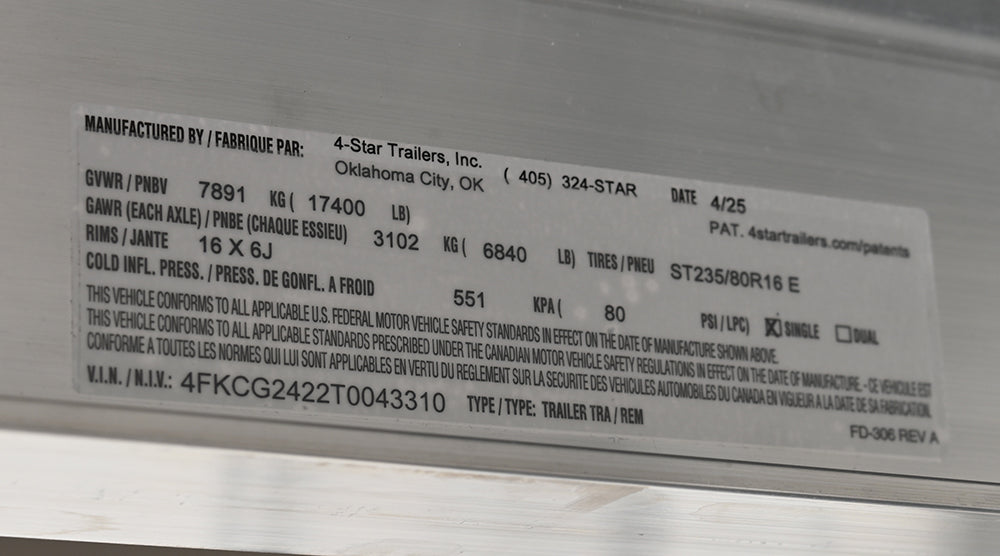 MANUFACTURED BY / FABRIQUE PAR: 4-Star Trailers, Inc. ( 405) 324-STAR DATE 4/25
Oklahoma City, OK PAT. 4startrailers.com/patents
GVWR / PNBV 7891 KG ( 17400 LB)
GAWR (EACH AXLE) / PNBE (CHAQUE ESSIEU) 3102 KG ( 6840 LB) TIRES / PNEU ST235/80R16 E
RIMS / JANTE 16 X 6J
COLD INFL. PRESS. / PRESS. DE GONFL. A FROID 551 KPA ( 80 PSI / LPC) X SINGLE DUAL
THIS VEHICLE CONFORMS TO ALL APPLICABLE U.S. FEDERAL MOTOR VEHICLE SAFETY STANDARDS IN EFFECT ON THE DATE OF MANUFACTURE SHOWN ABOVE.
THIS VEHICLE CONFORMS TO ALL APPLICABLE STANDARDS PRESCRIBED UNDER THE CANADIAN MOTOR VEHICLE SAFETY REGULATIONS IN EFFECT ON THE DATE OF MANUFACTURE. - CE VEHICULE EST
CONFORME A TOUTES LES NORMES QUI LUI SONT APPLICABLES EN VERTU DU REGLEMENT SUR LA SECURITE DES VEHICULES AUTOMOBILES DU CANADA EN VIGUEUR A LA DATE DE SA FABRICATION.
V.I.N. / N.I.V.: 4FKCG2422T0043310 TYPE / TYPE: TRAILER TRA / REM
FD-306 REV A